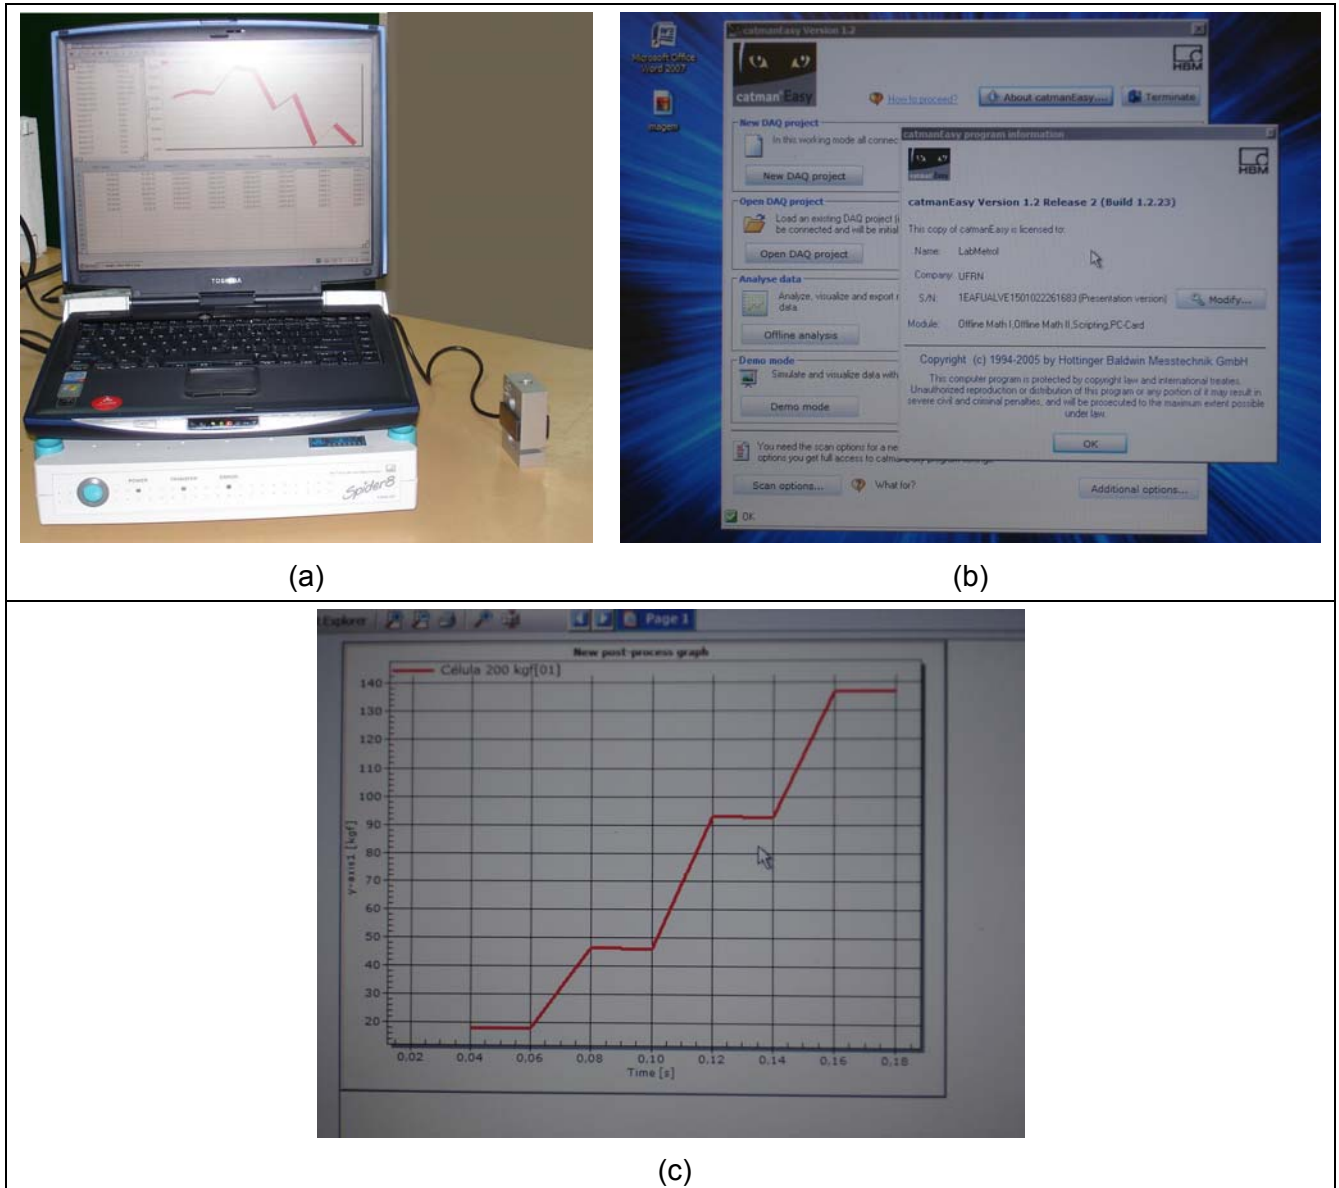 TOSHIBA
POWER
TRANSFER
ERROR
Spider8
(a)
Microsoft Office
Word 2007
imagem
catmanEasy Version 1.2
HBM
catman®Easy
How to proceed?
About catmanEasy....
Terminate
New DAQ project
In this working mode all connec
New DAQ project
Open DAQ project
Load an existing DAQ project (
be connected and will be initial
Open DAQ project
Analyse data
Analyze, visualize and export
data.
Offline analysis
Demo mode
Simulate and visualize data with
Demo mode
You need the scan options for a ne
options you get full access to
Scan options...
What for?
Additional options...
OK
catmanEasy program information
HBM
catmanEasy Version 1.2 Release 2 (Build 1.2.23)
This copy of catmanEasy is licensed to:
Name: LabMetrol
Company: UFRN
S/N: 1EAFUALVE1501022261683 (Presentation version)
Modify...
Module: Offline Math I,Offline Math II,Scripting,PC-Card
Copyright (c) 1994-2005 by Hottinger Baldwin Messtechnik GmbH
This computer program is protected by copyright law and international treaties.
Unauthorized reproduction or distribution of this program or any portion of it may result in
severe civil and criminal penalties, and will be prosecuted to the maximum extent possible
under law.
OK
(b)
Explorer
Page 1
New post-process graph
Célula 200 kgf[01]
140
130
120
110
100
90
80
70
60
50
40
30
20
y-axis1 [kgf]
0,02 0,04 0,06 0,08 0,10 0,12 0,14 0,16 0,18
Time [s]
(c)